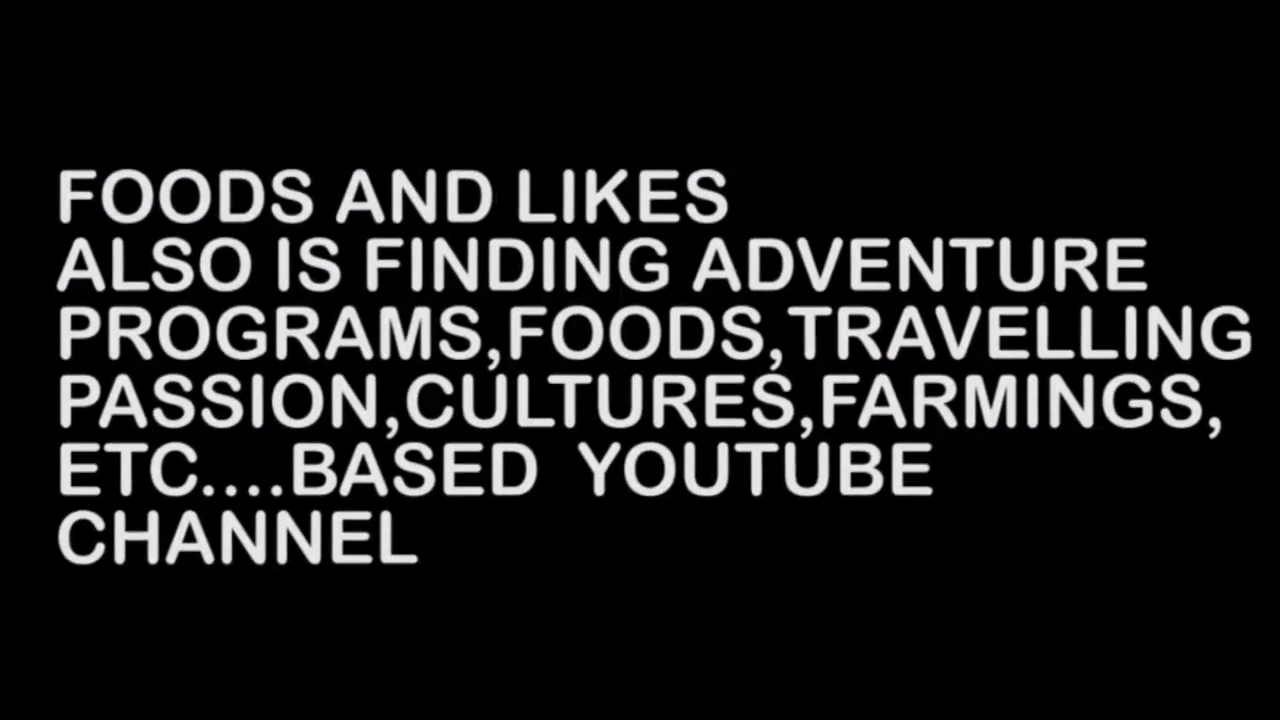 FOODS AND LIKES
ALSO IS FINDING ADVENTURE
PROGRAMS,FOODS,TRAVELLING
PASSION,CULTURES,FARMINGS,
ETC....BASED  YOUTUBE
CHANNEL